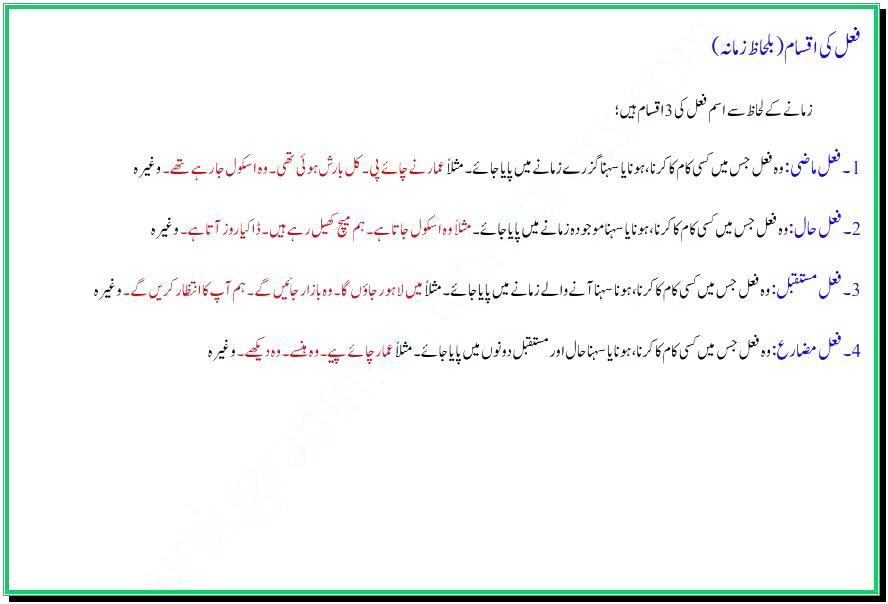 فعل کی اقسام (بلحاظ زمانہ)
زمانے کے لحاظ سے اسم فعل کی 3 اقسام ہیں؛
1۔ فعل ماضی: وہ فعل جس میں کسی کام کا کرنا، ہونا یا سہنا گزرے زمانے میں پایا جائے۔ مثلاً عمار نے چائے پی۔ کل بارش ہوئی تھی۔ وہ اسکول جا رہے تھے۔ وغیرہ
2۔ فعل حال: وہ فعل جس میں کسی کام کا کرنا، ہونا یا سہنا موجودہ زمانے میں پایا جائے۔ مثلاً وہ اسکول جاتا ہے۔ ہم میچ کھیل رہے ہیں۔ ڈاکیا روز آتا ہے۔ وغیرہ
3۔ فعل مستقبل: وہ فعل جس میں کسی کام کا کرنا، ہونا سہنا آنے والے زمانے میں پایا جائے۔ مثلاً میں لاہور جاؤں گا۔ وہ بازار جائیں گے۔ ہم آپ کا انتظار کریں گے۔ وغیرہ
4۔ فعل مضارع: وہ فعل جس میں کسی کام کا کرنا، ہونا یا سہنا حال اور مستقبل دونوں میں پایا جائے۔ مثلاً عمار چائے پیے۔ وہ ہنسے۔ وہ دیکھے۔ وغیرہ